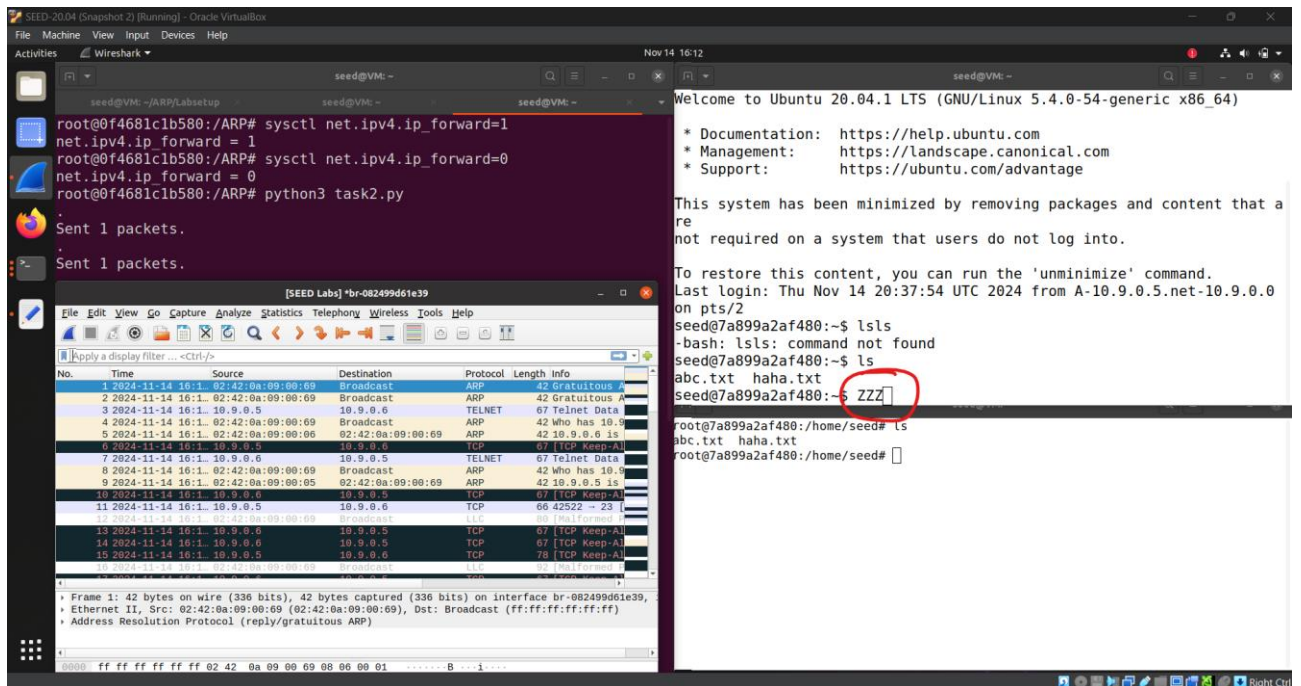 SEED-20.04 (Snapshot 2) [Running] - Oracle VirtualBox
File Machine View Input Devices Help
Activities Wireshark Nov 14 16:12
seed@VM: ~
seed@VM: ~/ARP/Labsetup seed@VM: ~ seed@VM: ~
root@0f4681c1b580:/ARP# sysctl net.ipv4.ip_forward=1
net.ipv4.ip_forward = 1
root@0f4681c1b580:/ARP# sysctl net.ipv4.ip_forward=0
net.ipv4.ip_forward = 0
root@0f4681c1b580:/ARP# python3 task2.py
.
Sent 1 packets.
.
Sent 1 packets.
[SEED Labs] *br-082499d61e39
File Edit View Go Capture Analyze Statistics Telephony Wireless Tools Help
Apply a display filter ... <Ctrl-/>
No. Time Source Destination Protocol Length Info
1 2024-11-14 16:1… 02:42:0a:09:00:69 Broadcast ARP 42 Gratuitous A
2 2024-11-14 16:1… 02:42:0a:09:00:69 Broadcast ARP 42 Gratuitous A
3 2024-11-14 16:1… 10.9.0.5 10.9.0.6 TELNET 67 Telnet Data
4 2024-11-14 16:1… 02:42:0a:09:00:69 Broadcast ARP 42 Who has 10.9
5 2024-11-14 16:1… 02:42:0a:09:00:06 02:42:0a:09:00:69 ARP 42 10.9.0.6 is
6 2024-11-14 16:1… 10.9.0.5 10.9.0.6 TCP 67 [TCP Keep-Al
7 2024-11-14 16:1… 10.9.0.6 10.9.0.5 TELNET 67 Telnet Data
8 2024-11-14 16:1… 02:42:0a:09:00:69 Broadcast ARP 42 Who has 10.9
9 2024-11-14 16:1… 02:42:0a:09:00:05 02:42:0a:09:00:69 ARP 42 10.9.0.5 is
10 2024-11-14 16:1… 10.9.0.6 10.9.0.5 TCP 67 [TCP Keep-Al
11 2024-11-14 16:1… 10.9.0.5 10.9.0.6 TCP 66 42522 → 23 [
12 2024-11-14 16:1… 02:42:0a:09:00:69 Broadcast LLC 80 [Malformed P
13 2024-11-14 16:1… 10.9.0.6 10.9.0.5 TCP 67 [TCP Keep-Al
14 2024-11-14 16:1… 10.9.0.6 10.9.0.5 TCP 67 [TCP Keep-Al
15 2024-11-14 16:1… 10.9.0.5 10.9.0.6 TCP 78 [TCP Keep-Al
16 2024-11-14 16:1… 02:42:0a:09:00:69 Broadcast LLC 92 [Malformed P
Frame 1: 42 bytes on wire (336 bits), 42 bytes captured (336 bits) on interface br-082499d61e39,
Ethernet II, Src: 02:42:0a:09:00:69 (02:42:0a:09:00:69), Dst: Broadcast (ff:ff:ff:ff:ff:ff)
Address Resolution Protocol (reply/gratuitous ARP)
0000 ff ff ff ff ff ff 02 42 0a 09 00 69 08 06 00 01 ·······B ···i····
seed@VM: ~
Welcome to Ubuntu 20.04.1 LTS (GNU/Linux 5.4.0-54-generic x86_64)
* Documentation: https://help.ubuntu.com
* Management: https://landscape.canonical.com
* Support: https://ubuntu.com/advantage
This system has been minimized by removing packages and content that a
re
not required on a system that users do not log into.
To restore this content, you can run the 'unminimize' command.
Last login: Thu Nov 14 20:37:54 UTC 2024 from A-10.9.0.5.net-10.9.0.0
on pts/2
seed@7a899a2af480:~$ lsls
-bash: lsls: command not found
seed@7a899a2af480:~$ ls
abc.txt haha.txt
seed@7a899a2af480:~$ ZZZ
root@7a899a2af480:/home/seed# ls
abc.txt haha.txt
root@7a899a2af480:/home/seed#
Right Ctrl